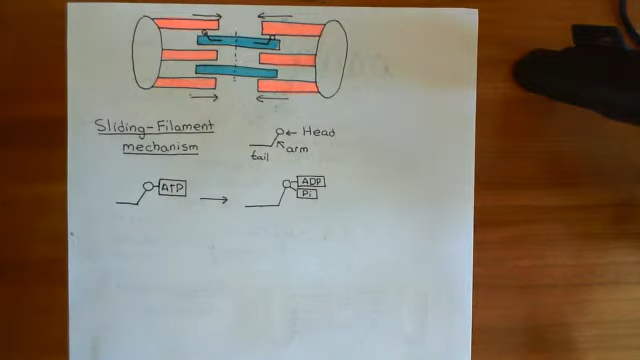 Sliding-Filament
mechanism
Head
arm
tail
ATP
ADP
Pi